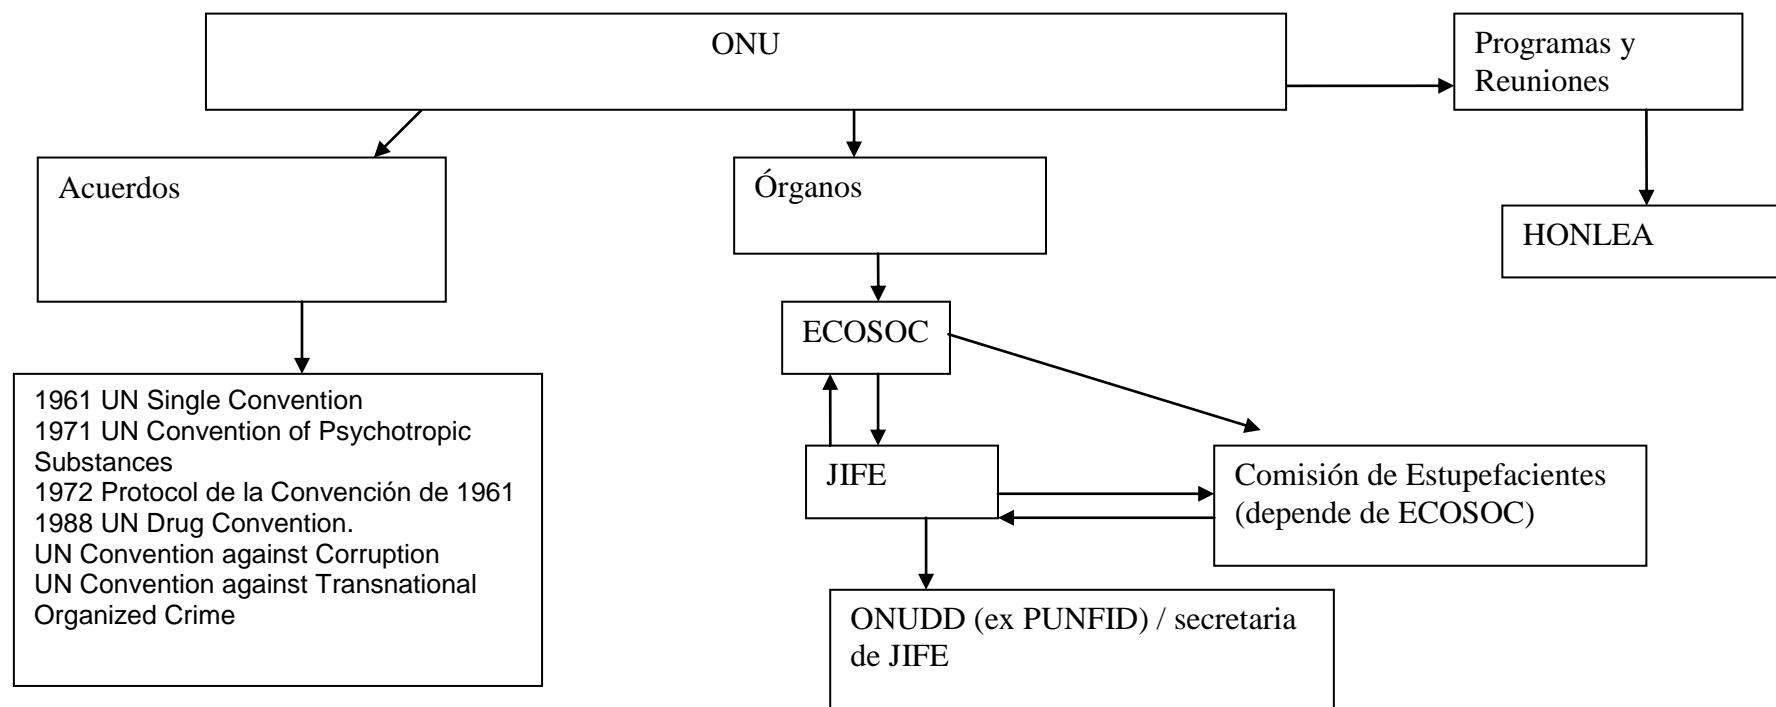 ONU
Programas y
Reuniones
Acuerdos
Órganos
HONLEA
ECOSOC
1961 UN Single Convention
1971 UN Convention of Psychotropic
Substances
1972 Protocol de la Convención de 1961
1988 UN Drug Convention.
UN Convention against Corruption
UN Convention against Transnational
Organized Crime
JIFE
Comisión de Estupefacientes
(depende de ECOSOC)
ONUDD (ex PUNFID) / secretaria
de JIFE